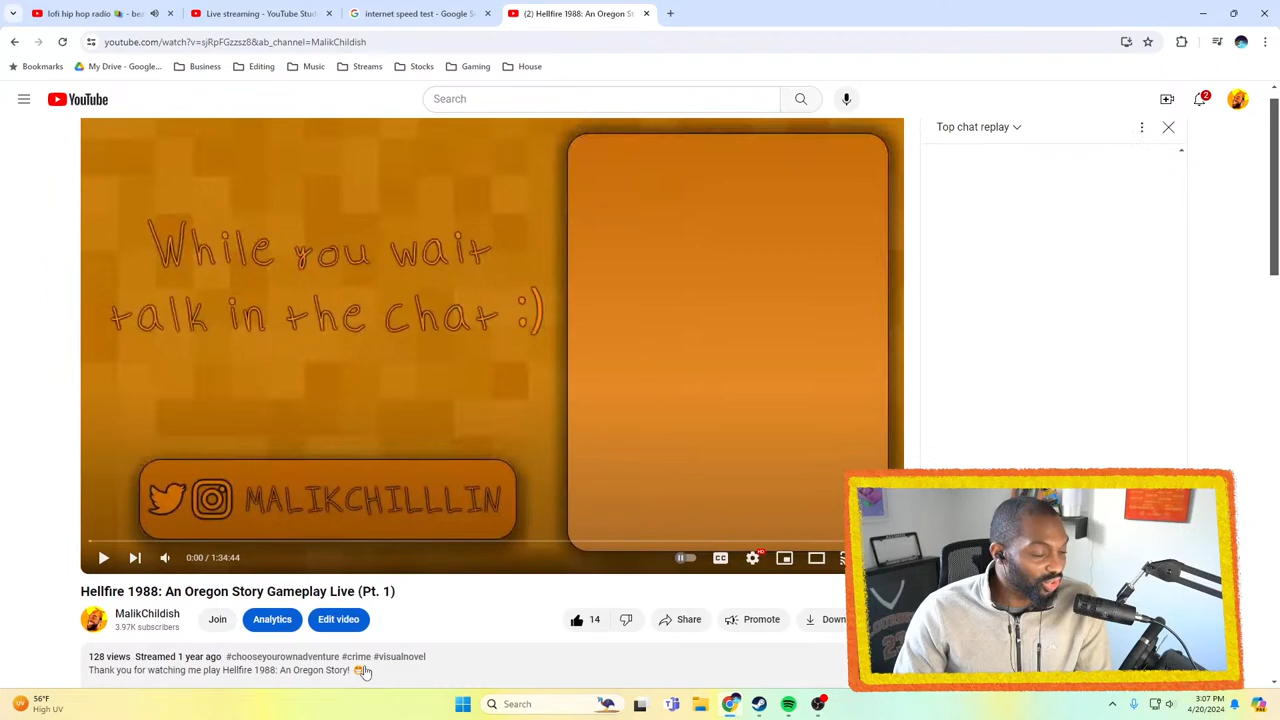 lofi hip hop radio 📚 - bea
Live streaming - YouTube Studi
internet speed test - Google S
(2) Hellfire 1988: An Oregon St
youtube.com/watch?v=sjRpFGzzsz8&ab_channel=MalikChildish
Bookmarks
My Drive - Google...
Business
Editing
Music
Streams
Stocks
Gaming
House
YouTube
Search
2
Top chat replay
While you wait
talk in the chat :)
MALIKCHILLLIN
0:00 / 1:34:44
CC
HD
Hellfire 1988: An Oregon Story Gameplay Live (Pt. 1)
MalikChildish
3.97K subscribers
Join
Analytics
Edit video
14
Share
Promote
Down
128 views Streamed 1 year ago #chooseyourownadventure #crime #visualnovel
Thank you for watching me play Hellfire 1988: An Oregon Story! 😁
56°F
High UV
Search
3:07 PM
4/20/2024